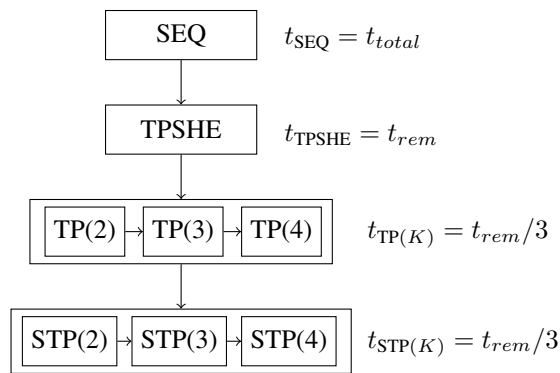 SEQ t_SEQ = t_total
TPSHE t_TPSHE = t_rem
TP(2) TP(3) TP(4) t_TP(K) = t_rem/3
STP(2) STP(3) STP(4) t_STP(K) = t_rem/3